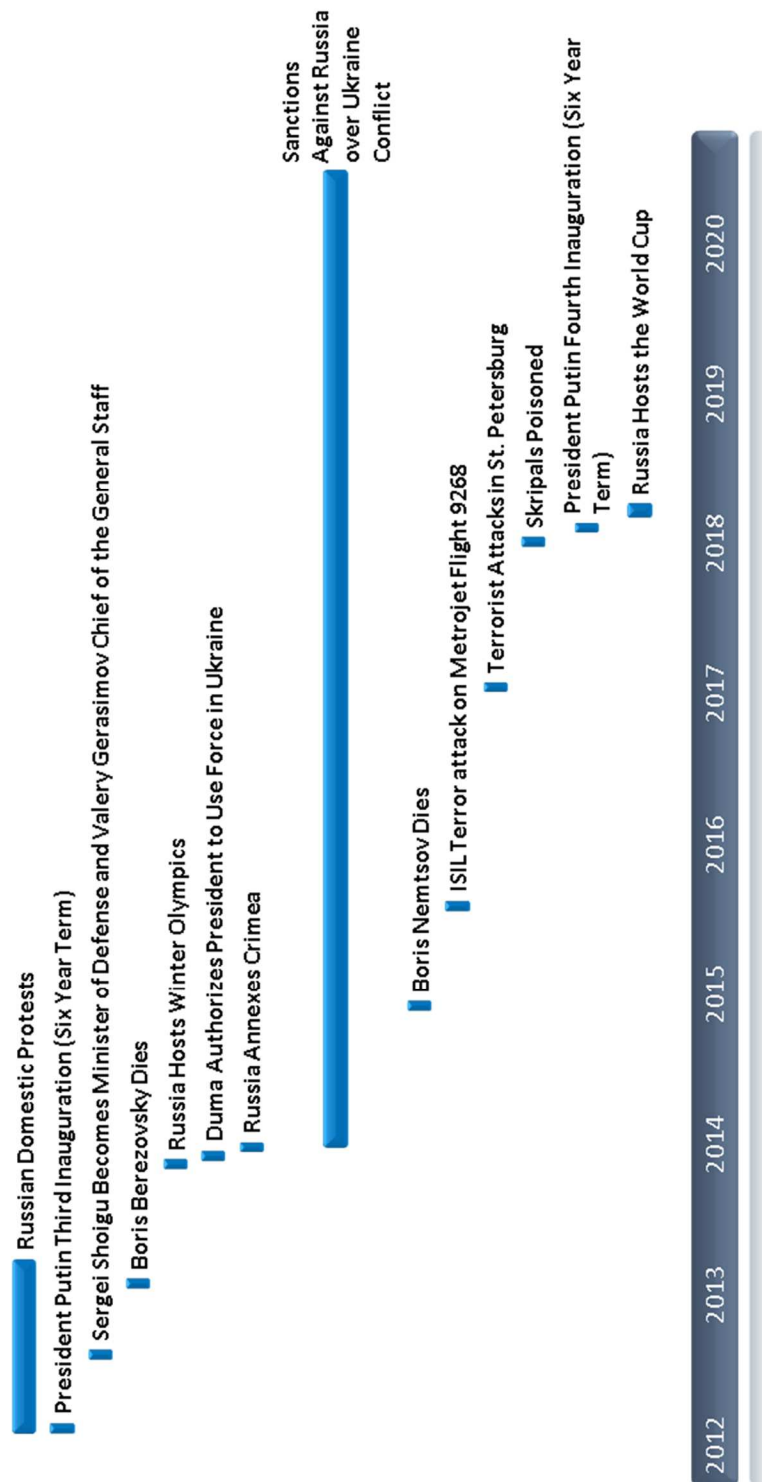 Russian Domestic Protests
President Putin Third Inauguration (Six Year Term)
Sergei Shoigu Becomes Minister of Defense and Valery Gerasimov Chief of the General Staff
Boris Berezovsky Dies
Russia Hosts Winter Olympics
Duma Authorizes President to Use Force in Ukraine
Russia Annexes Crimea
Sanctions
Against Russia
over Ukraine
Conflict
Boris Nemtsov Dies
ISIL Terror attack on Metrojet Flight 9268
Terrorist Attacks in St. Petersburg
Skripals Poisoned
President Putin Fourth Inauguration (Six Year
Term)
Russia Hosts the World Cup
2012 2013 2014 2015 2016 2017 2018 2019 2020